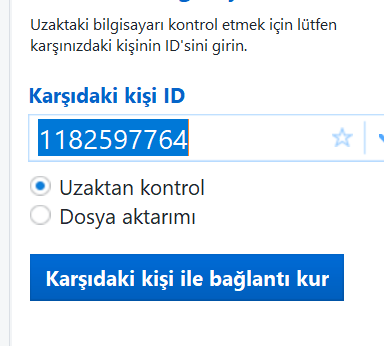 Uzaktaki bilgisayarı kontrol etmek için lütfen
karşınızdaki kişinin ID'sini girin.
Karşıdaki kişi ID
1182597764
Uzaktan kontrol
Dosya aktarımı
Karşıdaki kişi ile bağlantı kur